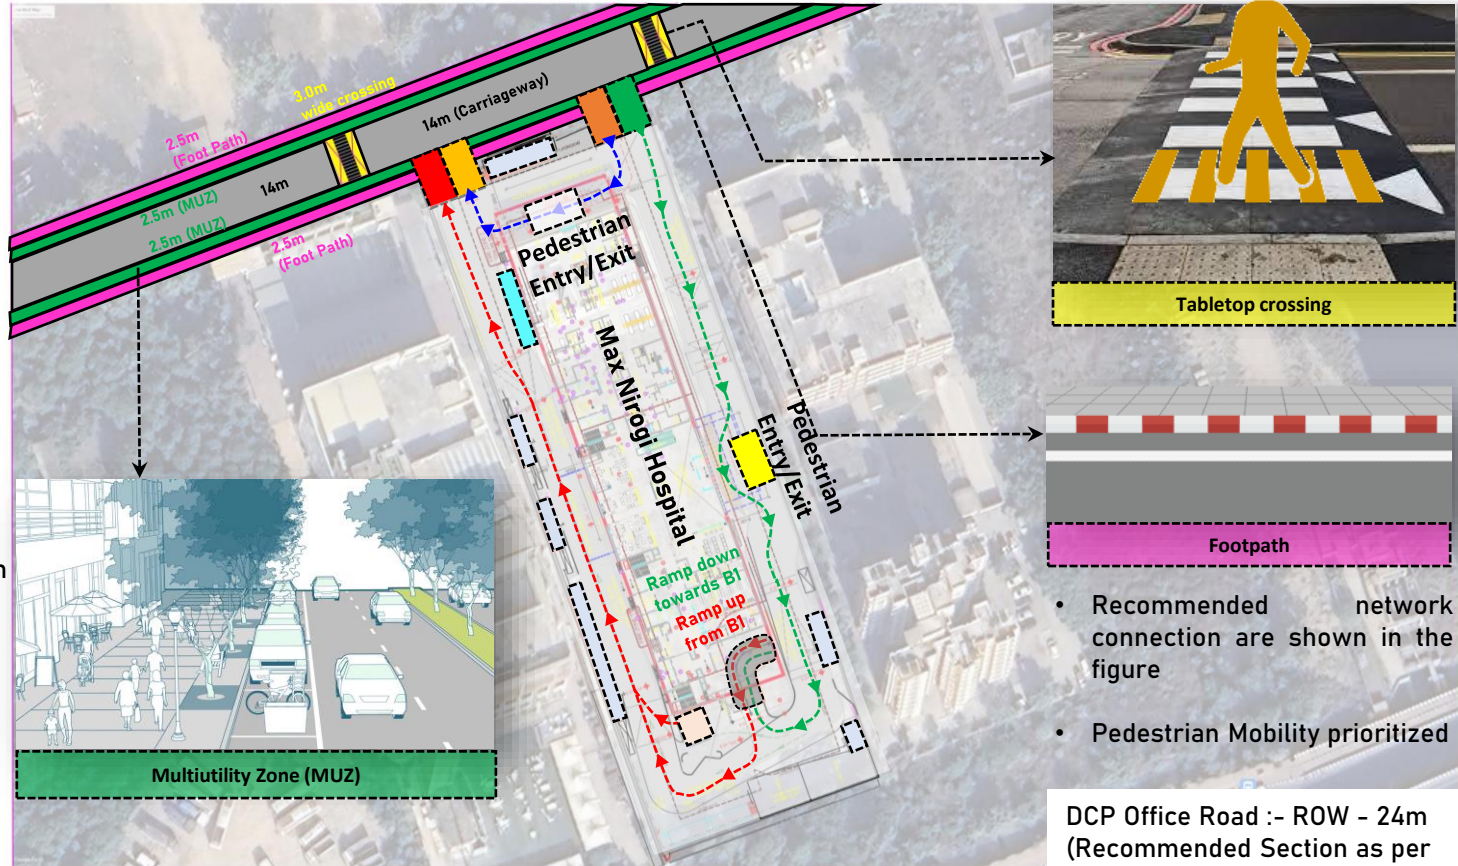 3.0m
wide crossing
14m (Carriageway)
2.5m
(Foot Path)
14m
2.5m (MUZ)
2.5m (MUZ)
2.5m
(Foot Path)
Pedestrian
Entry/Exit
Max Nirogi Hospital
Pedestrian
Entry/Exit
Ramp down
towards B1
Ramp up
from B1
Tabletop crossing
Footpath
n
Multiutility Zone (MUZ)
• Recommended network
connection are shown in the
figure
• Pedestrian Mobility prioritized
DCP Office Road :- ROW - 24m
(Recommended Section as per